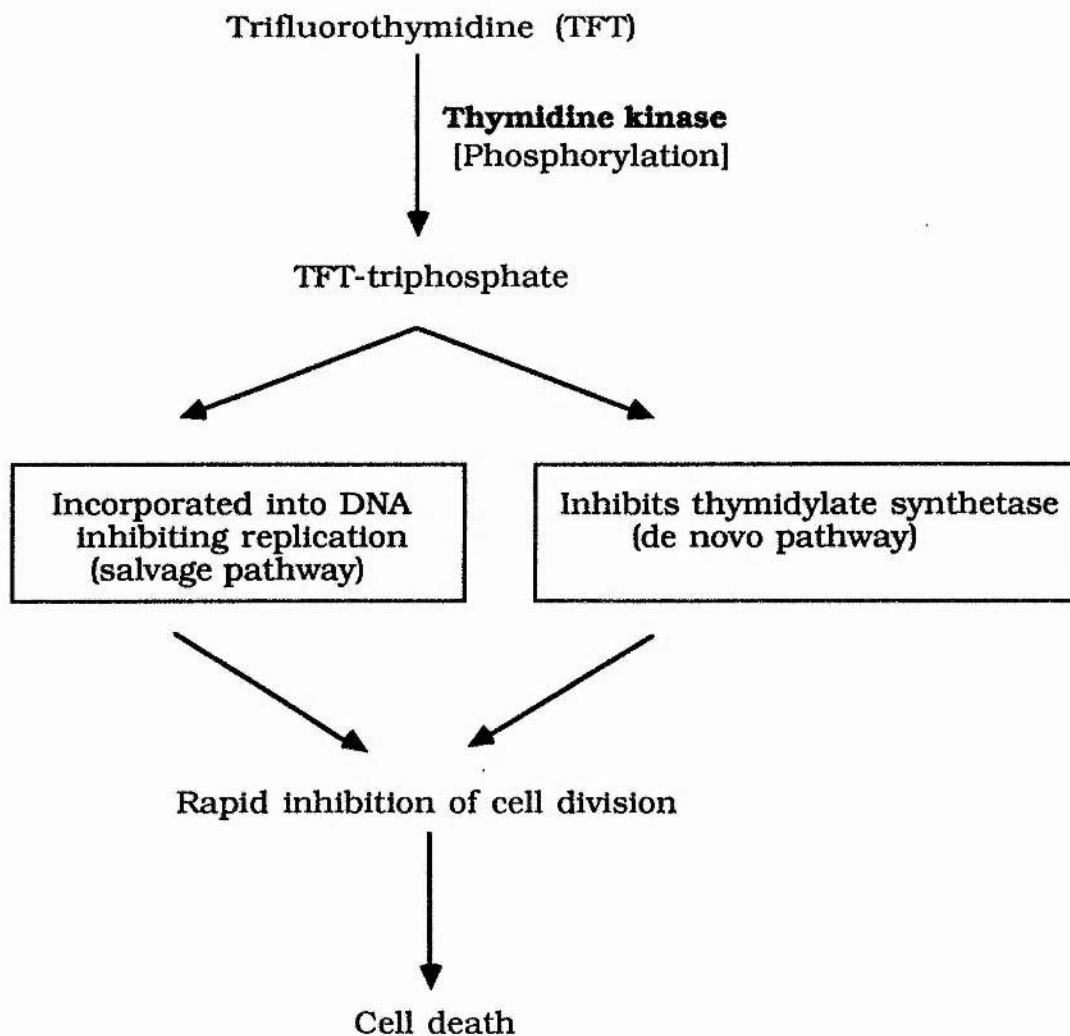 Trifluorothymidine (TFT)
Thymidine kinase
[Phosphorylation]
TFT-triphosphate
Incorporated into DNA
inhibiting replication
(salvage pathway)
Inhibits thymidylate synthetase
(de novo pathway)
Rapid inhibition of cell division
Cell death